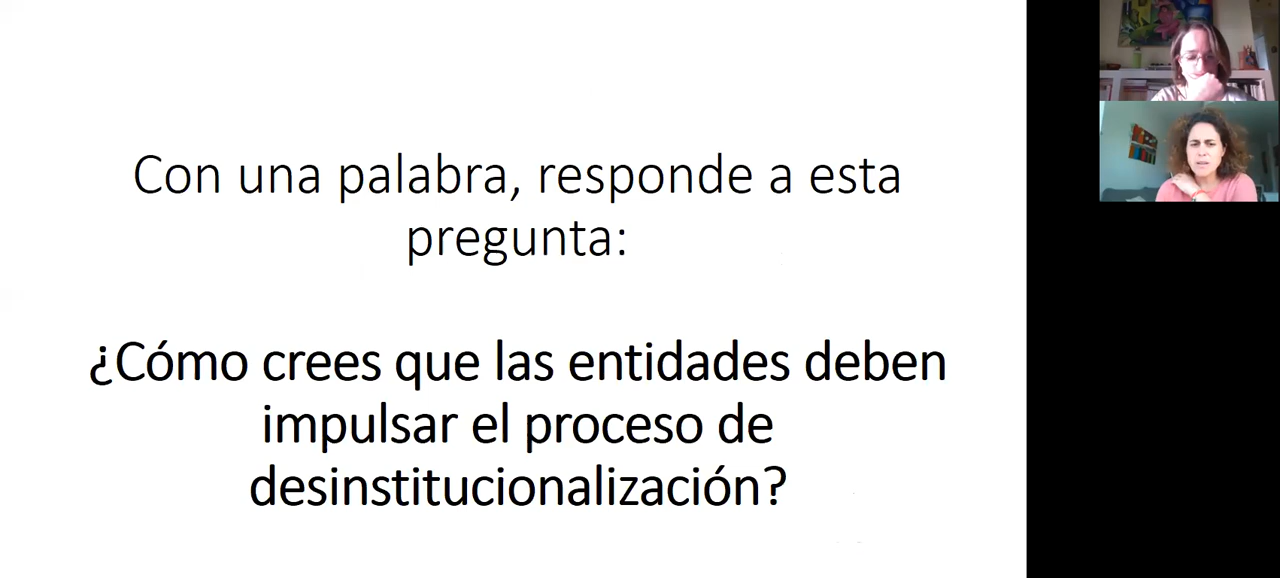 Con una palabra, responde a esta
pregunta:
¿Cómo crees que las entidades deben
impulsar el proceso de
desinstitucionalización?